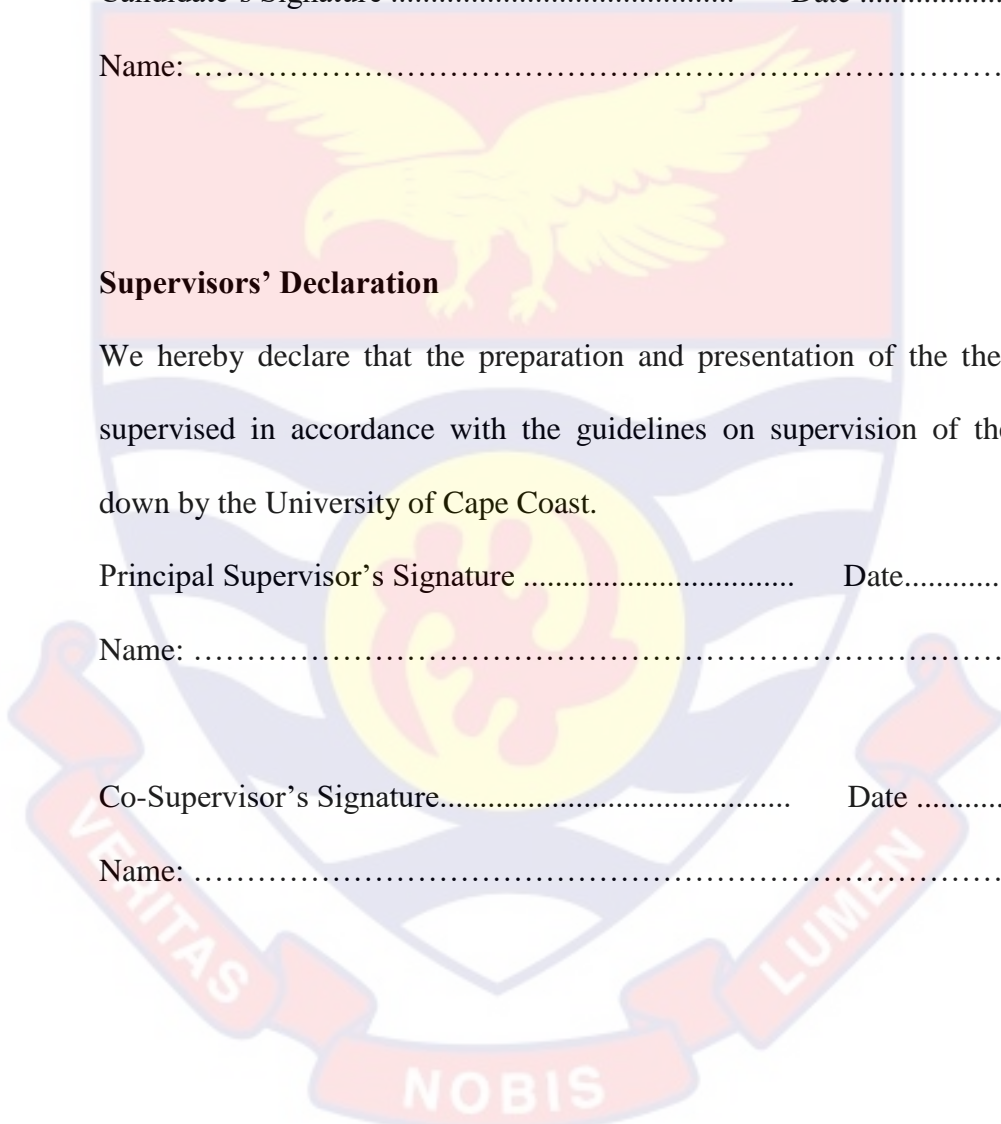 Name: ……………………………………………………………………
Supervisors’ Declaration
We hereby declare that the preparation and presentation of the the
supervised in accordance with the guidelines on supervision of the
down by the University of Cape Coast.
Principal Supervisor’s Signature .................................. Date............
Name: ……………………………………………………………………
Co-Supervisor’s Signature............................................ Date ...........
Name: ……………………………………………………………………
VERITAS
NOBIS
LUMEN